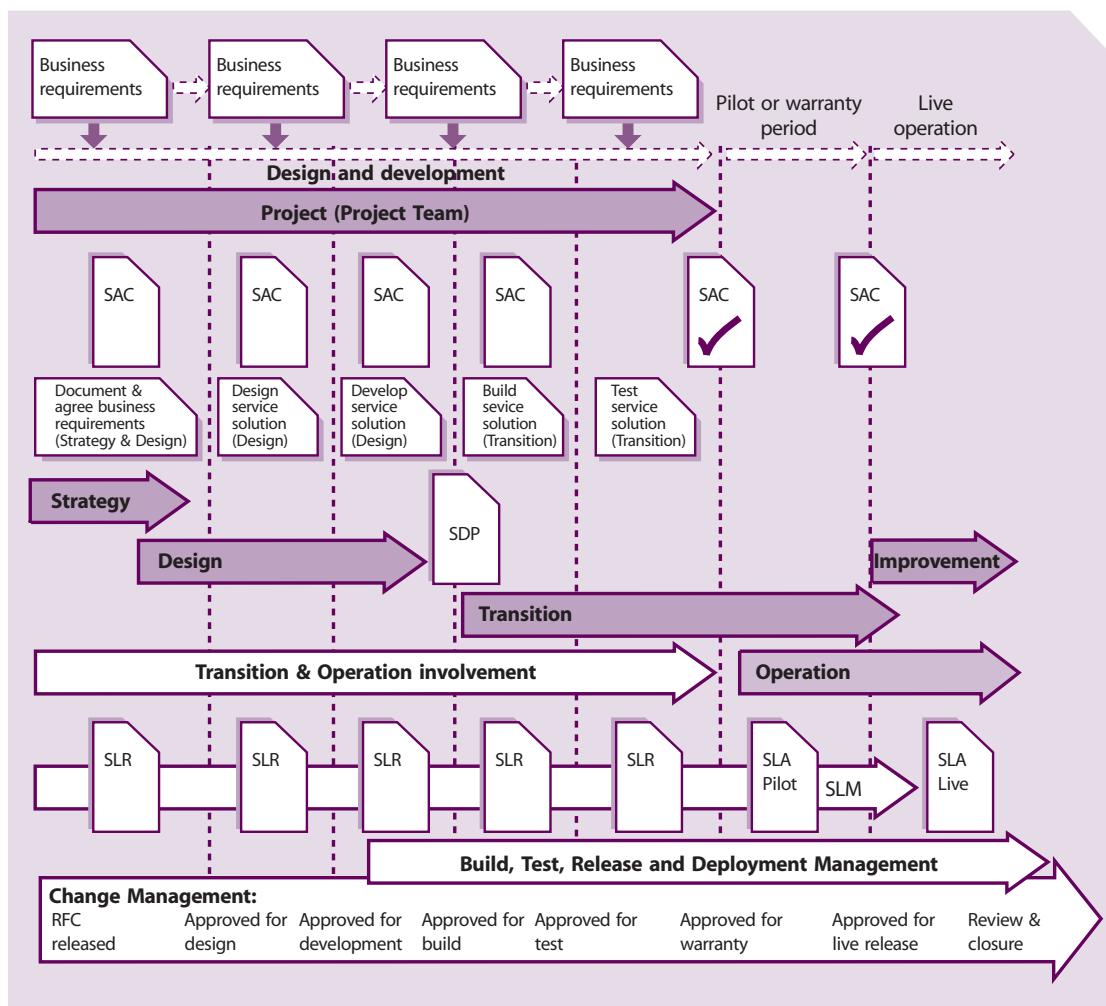 Business
requirements
Business
requirements
Business
requirements
Business
requirements
Pilot or warranty
period
Live
operation
Design and development
Project (Project Team)
SAC
SAC
SAC
SAC
SAC
SAC
Document &
agree business
requirements
(Strategy & Design)
Design
service
solution
(Design)
Develop
service
solution
(Design)
Build
sevice
solution
(Transition)
Test
service
solution
(Transition)
Strategy
SDP
Design
Improvement
Transition
Transition & Operation involvement
Operation
SLR
SLR
SLR
SLR
SLR
SLA
Pilot
SLM
SLA
Live
Build, Test, Release and Deployment Management
Change Management:
RFC
released
Approved for
design
Approved for
development
Approved for
build
Approved for
test
Approved for
warranty
Approved for
live release
Review &
closure